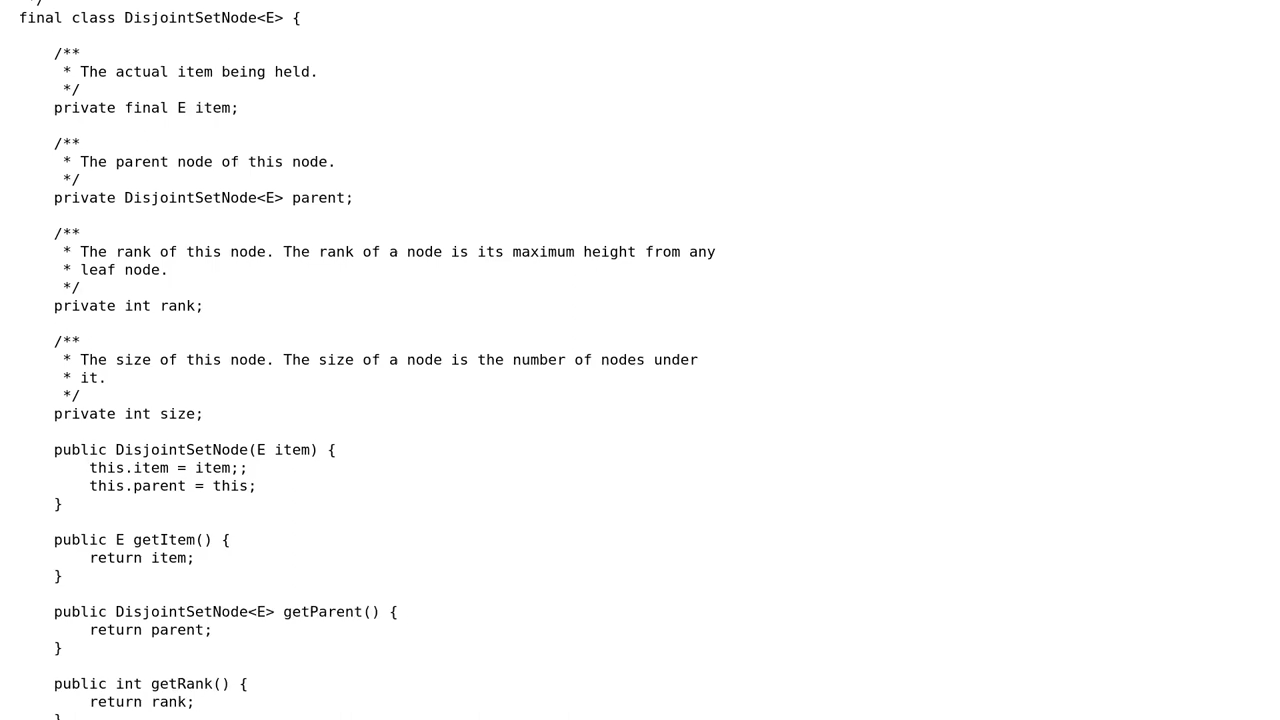 */
final class DisjointSetNode<E> {
/**
* The actual item being held.
*/
private final E item;
/**
* The parent node of this node.
*/
private DisjointSetNode<E> parent;
/**
* The rank of this node. The rank of a node is its maximum height from any
* leaf node.
*/
private int rank;
/**
* The size of this node. The size of a node is the number of nodes under
* it.
*/
private int size;
public DisjointSetNode(E item) {
this.item = item;;
this.parent = this;
}
public E getItem() {
return item;
}
public DisjointSetNode<E> getParent() {
return parent;
}
public int getRank() {
return rank;
}